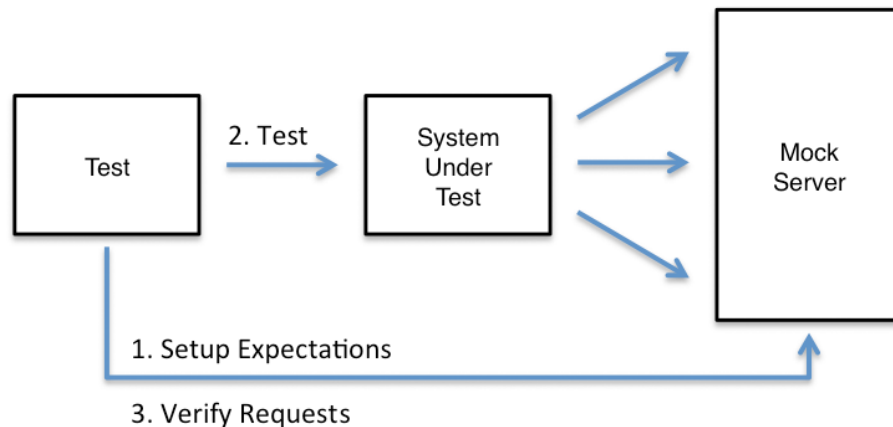 Test
2. Test
System
Under
Test
Mock
Server
1. Setup Expectations
3. Verify Requests